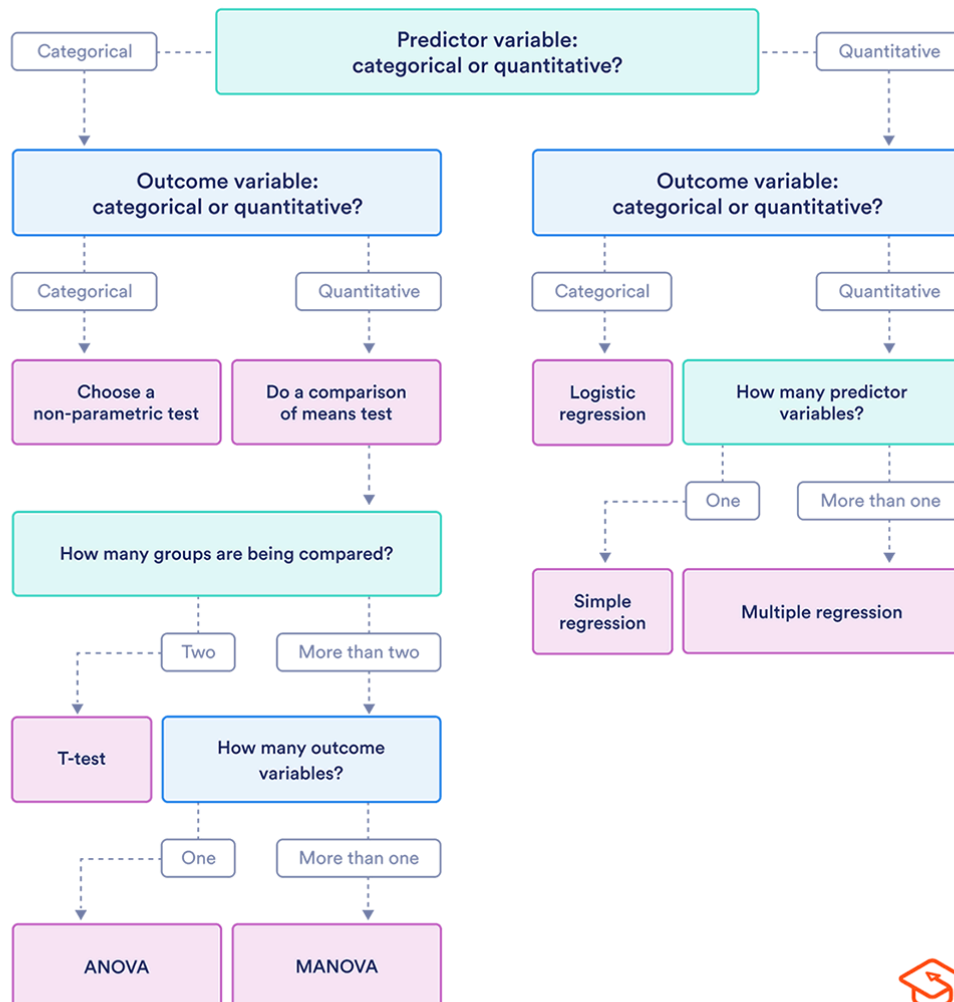 Categorical
Predictor variable:
categorical or quantitative?
Quantitative
Outcome variable:
categorical or quantitative?
Outcome variable:
categorical or quantitative?
Categorical
Quantitative
Categorical
Quantitative
Choose a
non-parametric test
Do a comparison
of means test
Logistic
regression
How many predictor
variables?
One
More than one
How many groups are being compared?
Simple
regression
Multiple regression
Two
More than two
T-test
How many outcome
variables?
One
More than one
ANOVA
MANOVA